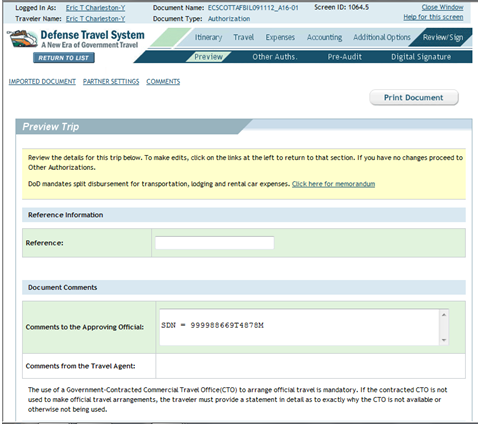 Logged In As: Eric T Charleston-Y Document Name: ECSCOTTAFBIL091112_A16-01 Screen ID: 1064.5 Close Window
Traveler Name: Eric T Charleston-Y Document Type: Authorization Help for this screen
Defense Travel System
A New Era of Government Travel
Itinerary Travel Expenses Accounting Additional Options Review/Sign
RETURN TO LIST Preview Other Auths. Pre-Audit Digital Signature
IMPORTED DOCUMENT PARTNER SETTINGS COMMENTS
Print Document
Preview Trip
Review the details for this trip below. To make edits, click on the links at the left to return to that section. If you have no changes proceed to
Other Authorizations.
DoD mandates split disbursement for transportation, lodging and rental car expenses. Click here for memorandum
Reference Information
Reference:
Document Comments
Comments to the Approving Official: SDN = 999988669T4878M
Comments from the Travel Agent:
The use of a Government-Contracted Commercial Travel Office(CTO) to arrange official travel is mandatory. If the contracted CTO is not
used to make official travel arrangements, the traveler must provide a statement in detail as to exactly why the CTO is not available or
otherwise not being used.